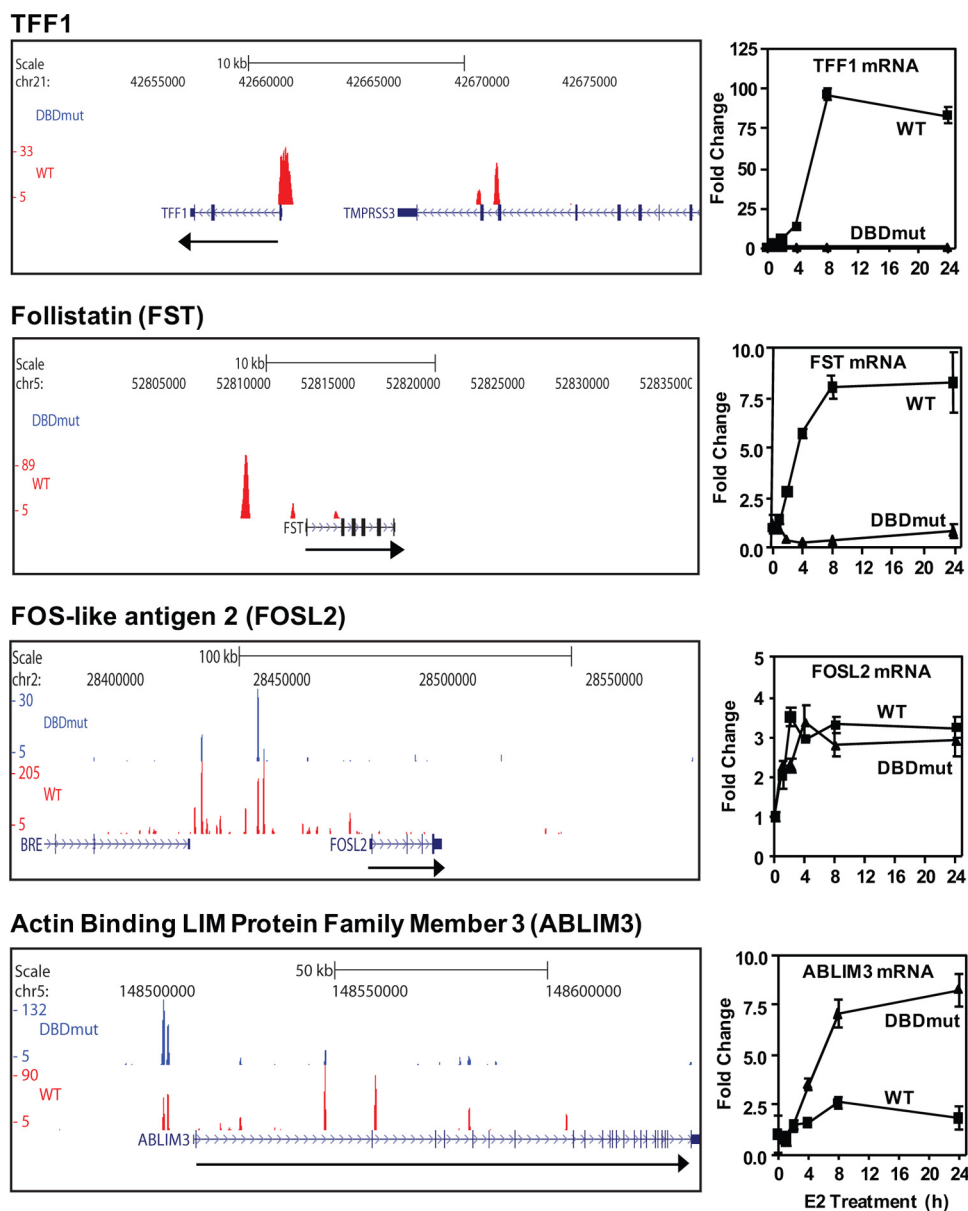 TFF1
Scale 10 kb
chr21: 42655000 42660000 42665000 42670000 42675000
DBDmut
- 33
WT
- 5
TFF1 TMPRSS3
125
100
75
50
25
0
Fold Change
TFF1 mRNA
WT
DBDmut
0 4 8 12 16 20 24
Follistatin (FST)
Scale 10 kb
chr5: 52805000 52810000 52815000 52820000 52825000 52830000 52835000
DBDmut
- 89
WT
- 5
FST
10.0
7.5
5.0
2.5
0.0
Fold Change
FST mRNA
WT
DBDmut
0 4 8 12 16 20 24
FOS-like antigen 2 (FOSL2)
Scale 100 kb
chr2: 28400000 28450000 28500000 28550000
- 30
DBDmut
- 5
- 205
WT
- 5
BRE FOSL2
5
4
3
2
1
0
Fold Change
FOSL2 mRNA
WT
DBDmut
0 4 8 12 16 20 24
Actin Binding LIM Protein Family Member 3 (ABLIM3)
Scale 50 kb
chr5: 148500000 148550000 148600000
- 132
DBDmut
- 5
- 90
WT
- 5
ABLIM3
10.0
7.5
5.0
2.5
0.0
Fold Change
ABLIM3 mRNA
DBDmut
WT
0 4 8 12 16 20 24
E2 Treatment (h)